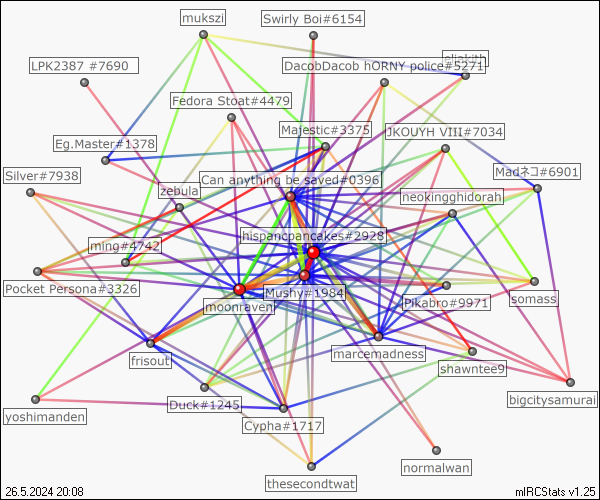 mukszi
Swirly Boi#6154
LPK2387 #7690
DacobDacob hORNY police#5271
Fedora Stoat#4479
Majestic#3375
JKOUYH VIII#7034
Eg.Master#1378
Silver#7938
Can anything be saved#0396
Madネコ#6901
zebula
neokingghidorah
hispancpancakes#2928
ming#4742
Pocket Persona#3326
moonraven
Mushy#1984
Pikabro#9971
somass
frisout
marcemadness
shawntee9
bigcitysamurai
yoshimanden
Duck#1245
Cypha#1717
normalwan
thesecondtwat
26.5.2024 20:08
mIRCStats v1.25